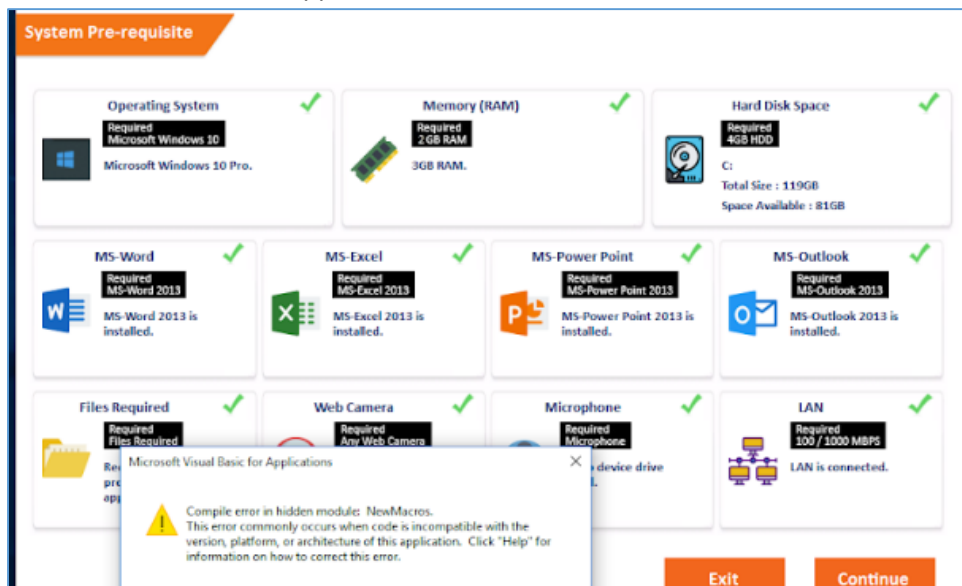 System Pre-requisite
Operating System
Required
Microsoft Windows 10
Microsoft Windows 10 Pro.
Memory (RAM)
Required
2 GB RAM
3GB RAM.
Hard Disk Space
Required
4GB HDD
C:
Total Size : 119GB
Space Available : 81GB
MS-Word
Required
MS-Word 2013
MS-Word 2013 is
installed.
MS-Excel
Required
MS-Excel 2013
MS-Excel 2013 is
installed.
MS-Power Point
Required
MS-Power Point 2013
MS-Power Point 2013 is
installed.
MS-Outlook
Required
MS-Outlook 2013
MS-Outlook 2013 is
installed.
Files Required
Required
Files Required
Web Camera
Required
Any Web Camera
Microphone
Required
Microphone
device drive
LAN
Required
100 / 1000 MBPS
LAN is connected.
Microsoft Visual Basic for Applications
Compile error in hidden module: NewMacros.
This error commonly occurs when code is incompatible with the
version, platform, or architecture of this application. Click "Help" for
information on how to correct this error.
Exit
Continue